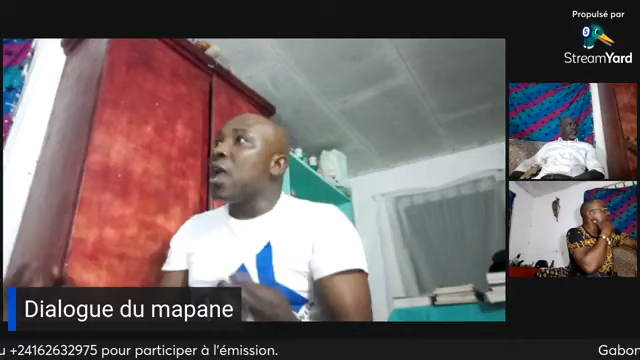 Propulsé par
StreamYard
Dialogue du mapane
u +24162632975 pour participer à l'émission.
Gabon